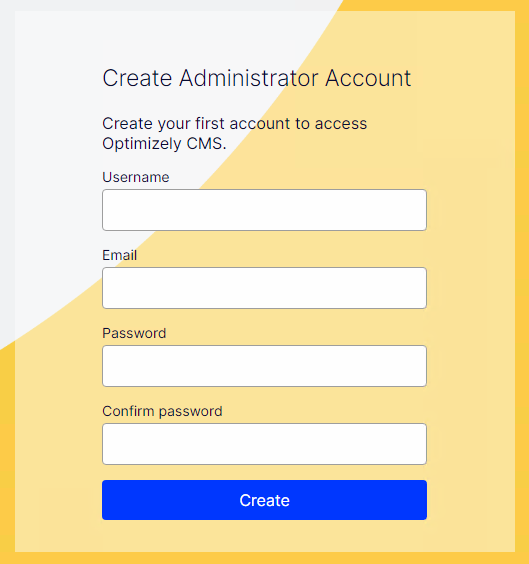 Create Administrator Account
Create your first account to access
Optimizely CMS.
Username
Email
Password
Confirm password
Create